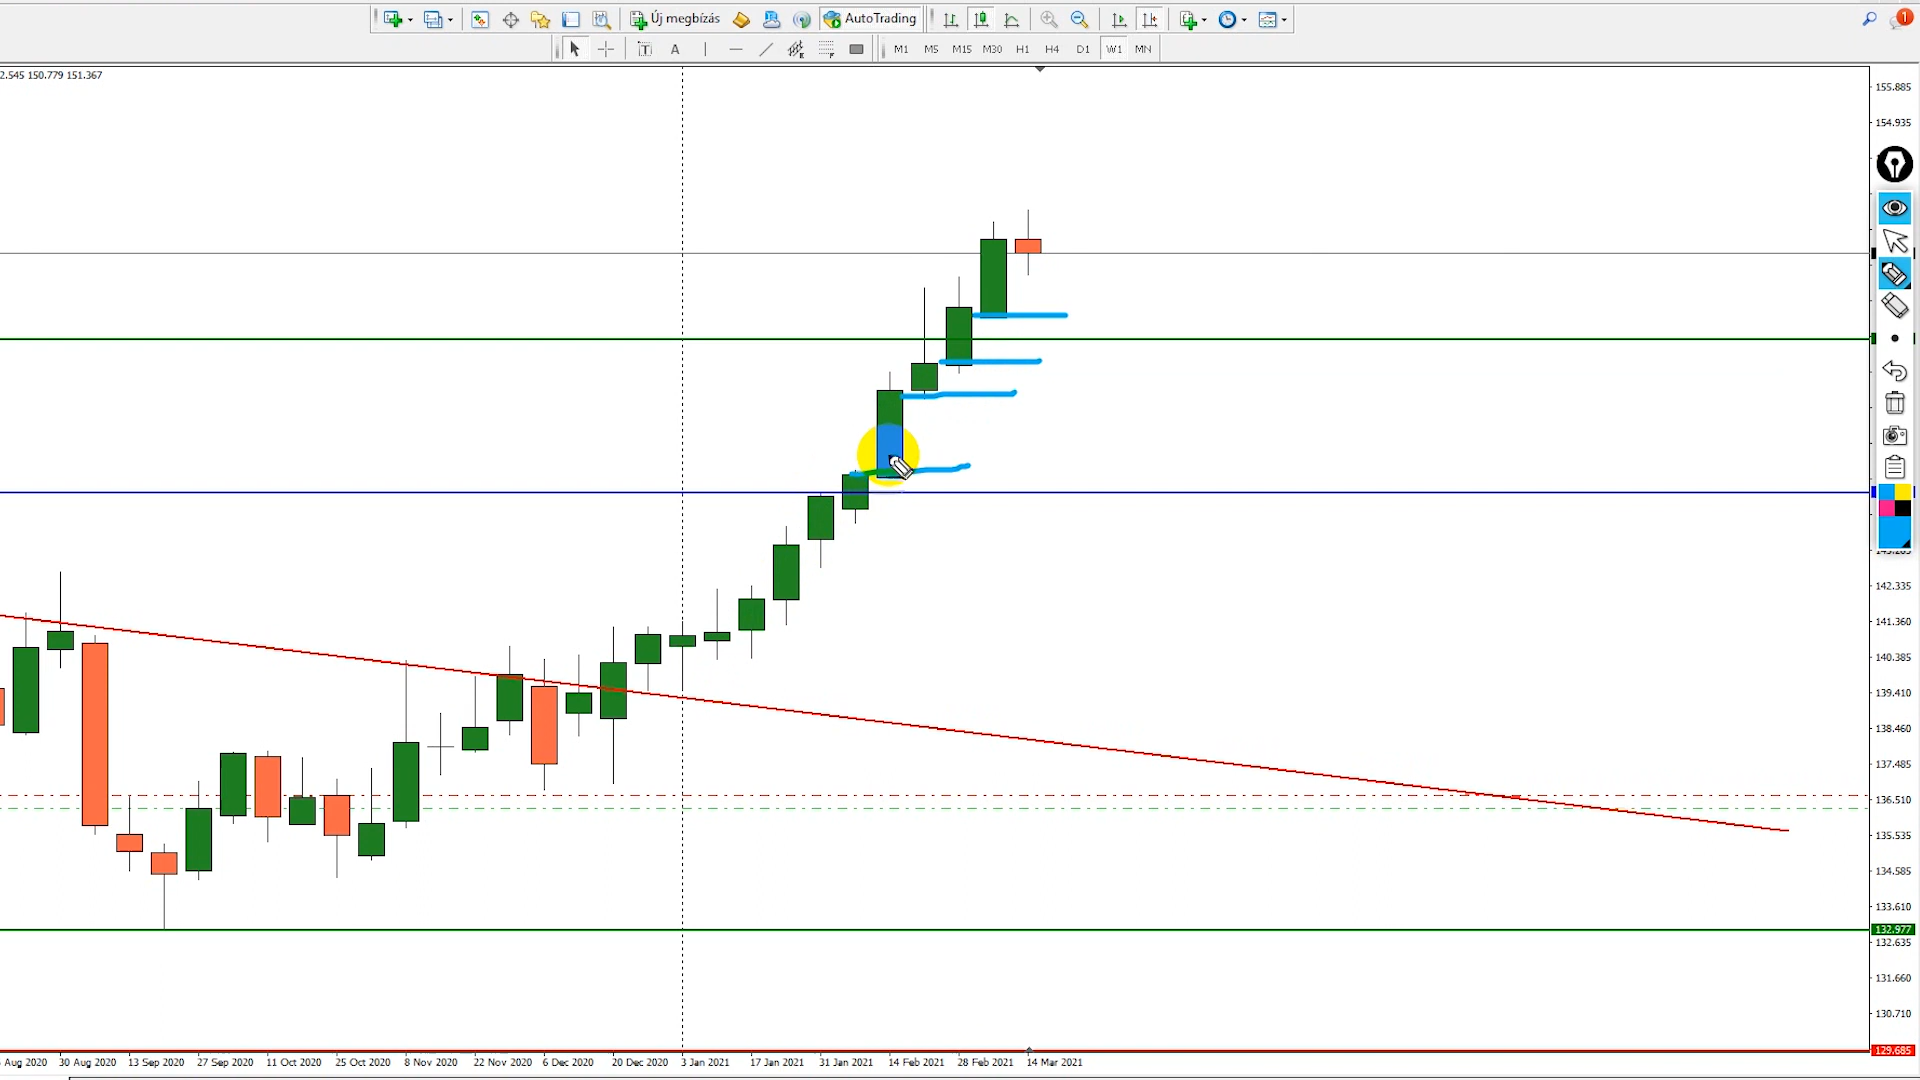 Új megbízás
AutoTrading
A
M1 M5 M15 M30 H1 H4 D1 W1 MN
2.545 150.779 151.367
155.885
154.935
142.335
141.360
140.385
139.410
138.460
137.485
136.510
135.535
134.585
133.610
132.977
132.635
131.660
130.710
129.685
Aug 2020 30 Aug 2020 13 Sep 2020 27 Sep 2020 11 Oct 2020 25 Oct 2020 8 Nov 2020 22 Nov 2020 6 Dec 2020 20 Dec 2020 3 Jan 2021 17 Jan 2021 31 Jan 2021 14 Feb 2021 28 Feb 2021 14 Mar 2021